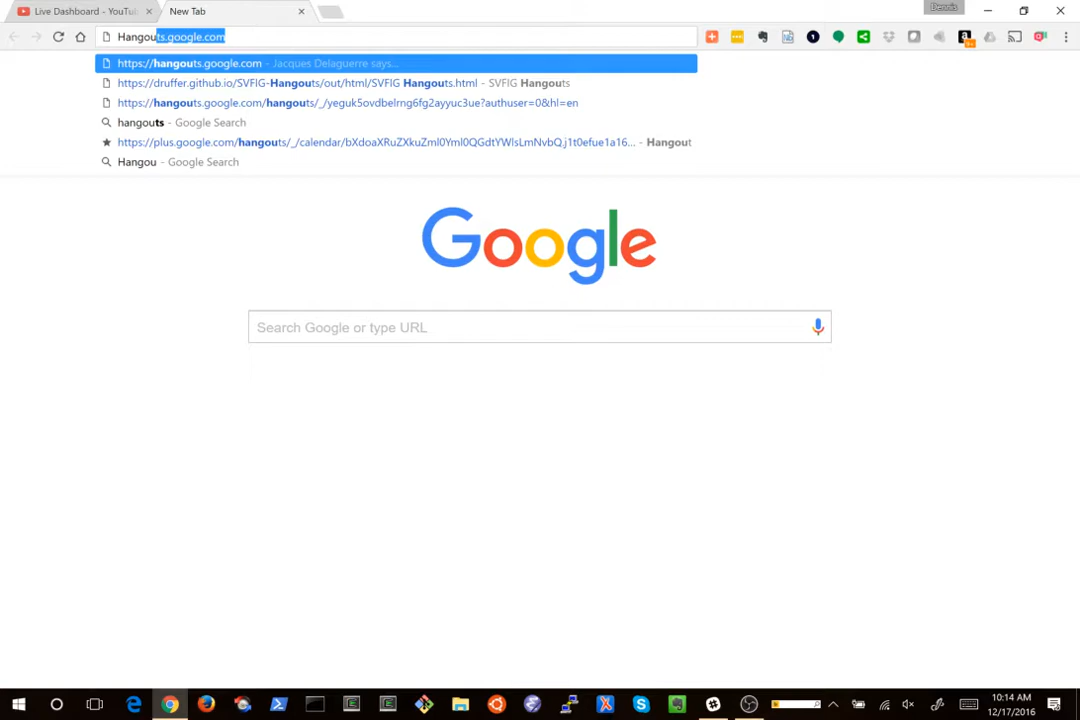 Live Dashboard - YouTu
New Tab
Dennis
Hangouts.google.com
https://hangouts.google.com - Jacques Delaguerre says...
https://druffer.github.io/SVFIG-Hangouts/out/html/SVFIG Hangouts.html - SVFIG Hangouts
https://hangouts.google.com/hangouts/_/yeguk5ovdbelrng6fg2ayyuc3ue?authuser=0&hl=en
hangouts - Google Search
https://plus.google.com/hangouts/_/calendar/bXdoaXRuZXkuZml0Yml0QGdtYWlsLmNvbQ.j1t0efue1a16... - Hangout
Hangou - Google Search
Google
Search Google or type URL
10:14 AM
12/17/2016